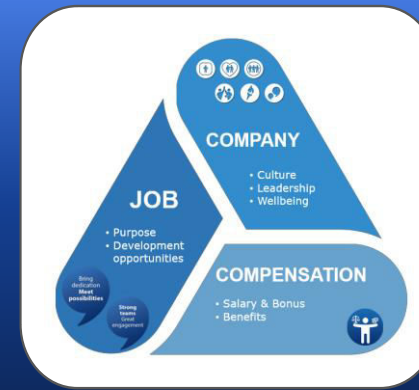 COMPANY
• Culture
• Leadership
• Wellbeing
JOB
• Purpose
• Development
opportunities
Bring
dedication
Meet
possibilities
Strong
teams
Great
engagement
COMPENSATION
• Salary & Bonus
• Benefits